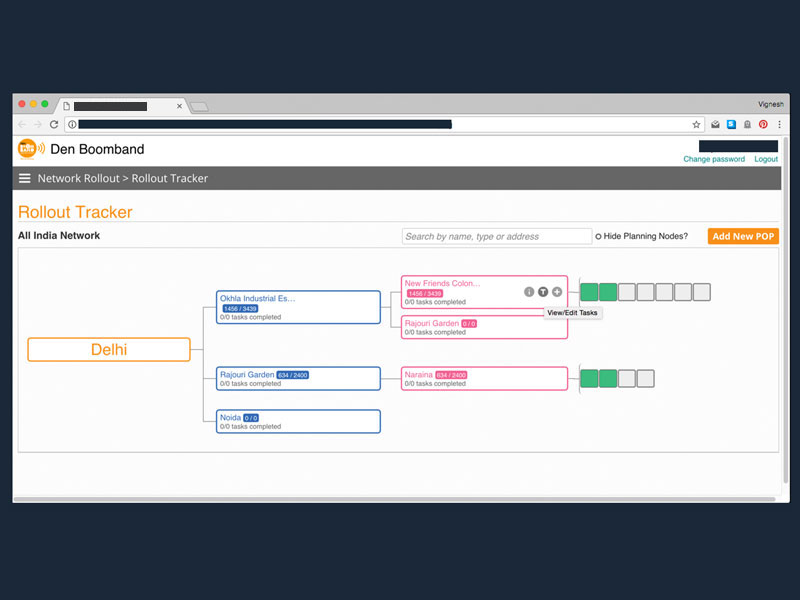 Vignesh
Den Boomband
Change password Logout
Network Rollout > Rollout Tracker
Rollout Tracker
All India Network
Search by name, type or address
Hide Planning Nodes?
Add New POP
New Friends Colon...
1456 / 3439
0/0 tasks completed
i T
View/Edit Tasks
Okhla Industrial Es...
1456 / 3439
0/0 tasks completed
Rajouri Garden 0 / 0
0/0 tasks completed
Delhi
Rajouri Garden 634 / 2400
0/0 tasks completed
Naraina 634 / 2400
0/0 tasks completed
Noida 0 / 0
0/0 tasks completed